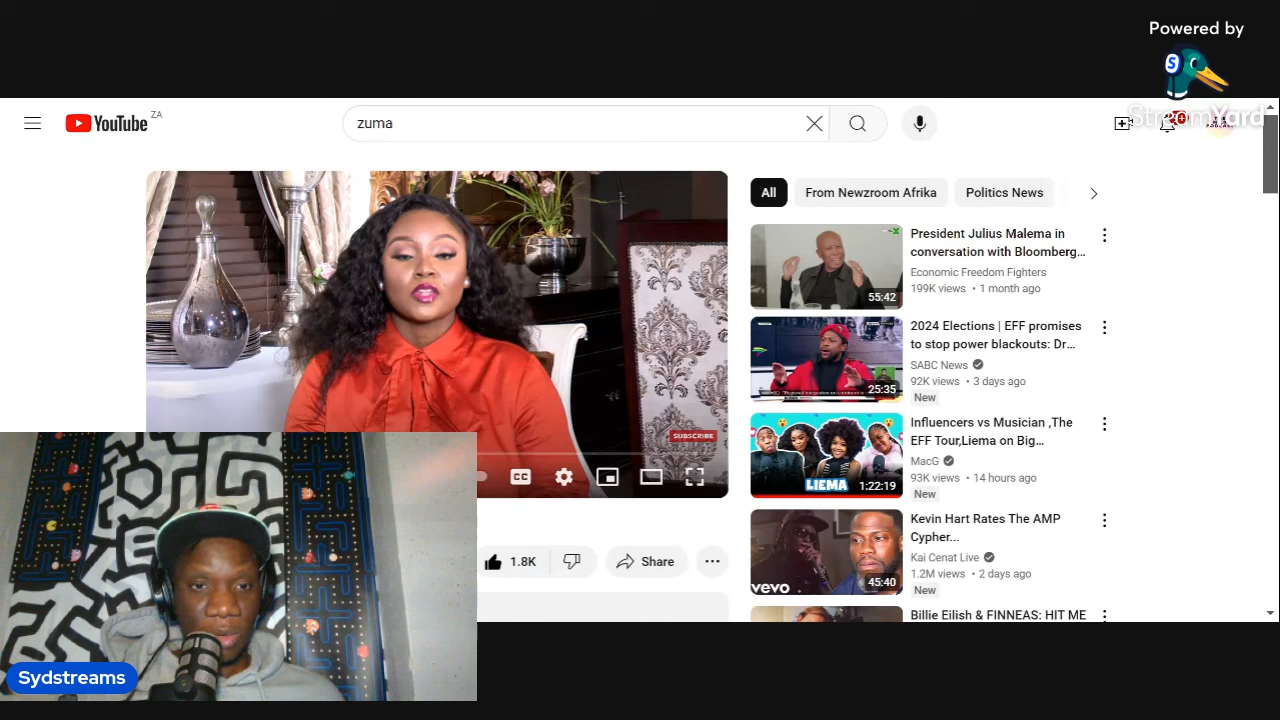 Powered by
StreamYard
YouTube ZA
zuma
SUBSCRIBE
CC
1.8K
Share
All
From Newzroom Afrika
Politics News
President Julius Malema in
conversation with Bloomberg...
Economic Freedom Fighters
199K views • 1 month ago
55:42
2024 Elections | EFF promises
to stop power blackouts: Dr...
SABC News
92K views • 3 days ago
New
25:35
Influencers vs Musician ,The
EFF Tour,Liema on Big...
MacG
93K views • 14 hours ago
New
LIEMA
1:22:19
Kevin Hart Rates The AMP
Cypher...
Kai Cenat Live
1.2M views • 2 days ago
New
vevo
45:40
Billie Eilish & FINNEAS: HIT ME
Sydstreams